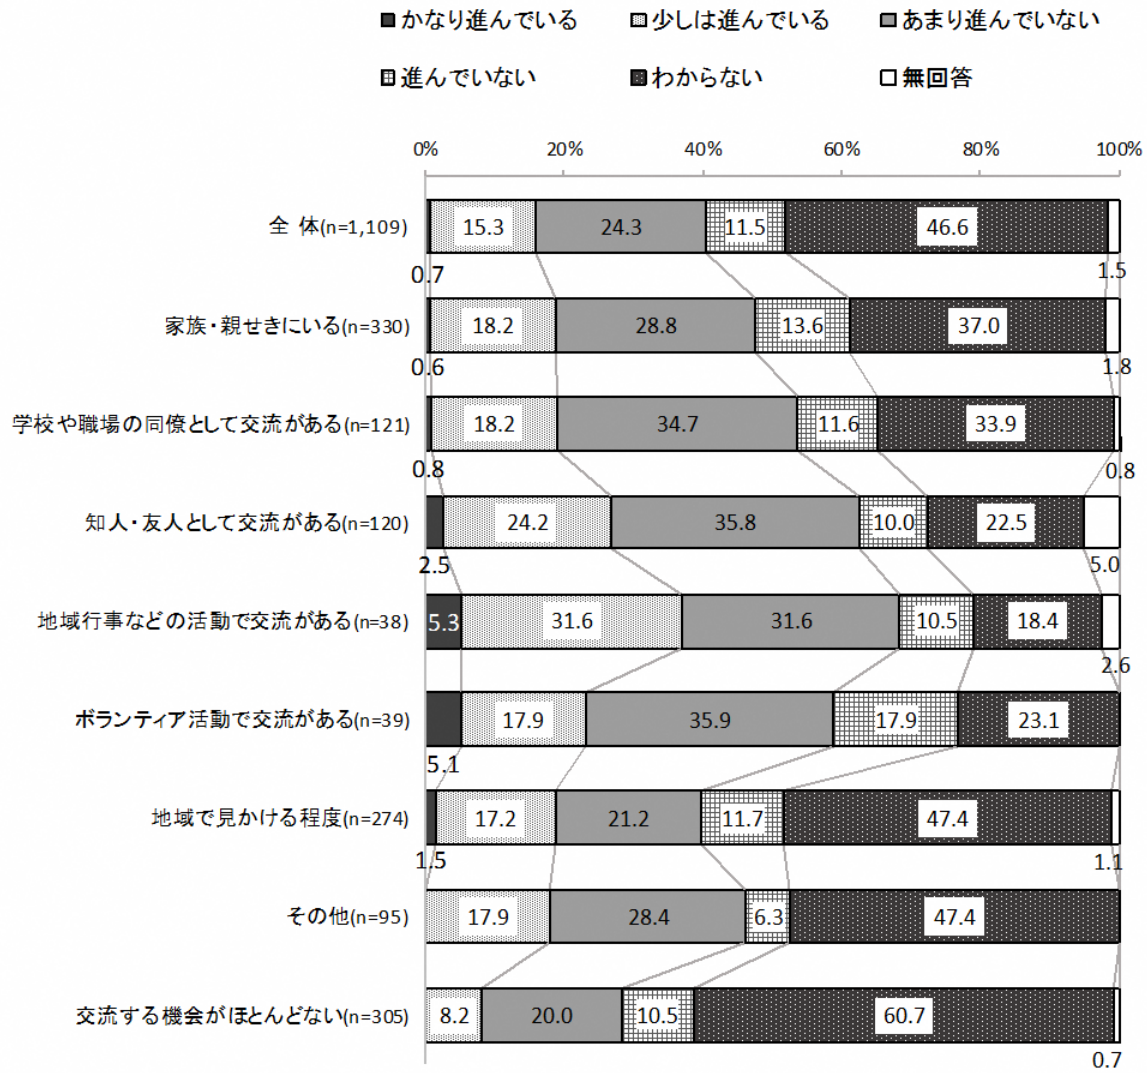 かなり進んでいる 少しは進んでいる あまり進んでいない
進んでいない わからない 無回答
0% 20% 40% 60% 80% 100%
全 体(n=1,109) 15.3 24.3 11.5 46.6
0.7 1.5
家族・親せきにいる(n=330) 18.2 28.8 13.6 37.0
0.6 1.8
学校や職場の同僚として交流がある(n=121) 18.2 34.7 11.6 33.9
0.8 0.8
知人・友人として交流がある(n=120) 24.2 35.8 10.0 22.5
2.5 5.0
地域行事などの活動で交流がある(n=38) 5.3 31.6 31.6 10.5 18.4
2.6
ボランティア活動で交流がある(n=39) 17.9 35.9 17.9 23.1
5.1
地域で見かける程度(n=274) 17.2 21.2 11.7 47.4
1.5 1.1
その他(n=95) 17.9 28.4 6.3 47.4
交流する機会がほとんどない(n=305) 8.2 20.0 10.5 60.7
0.7